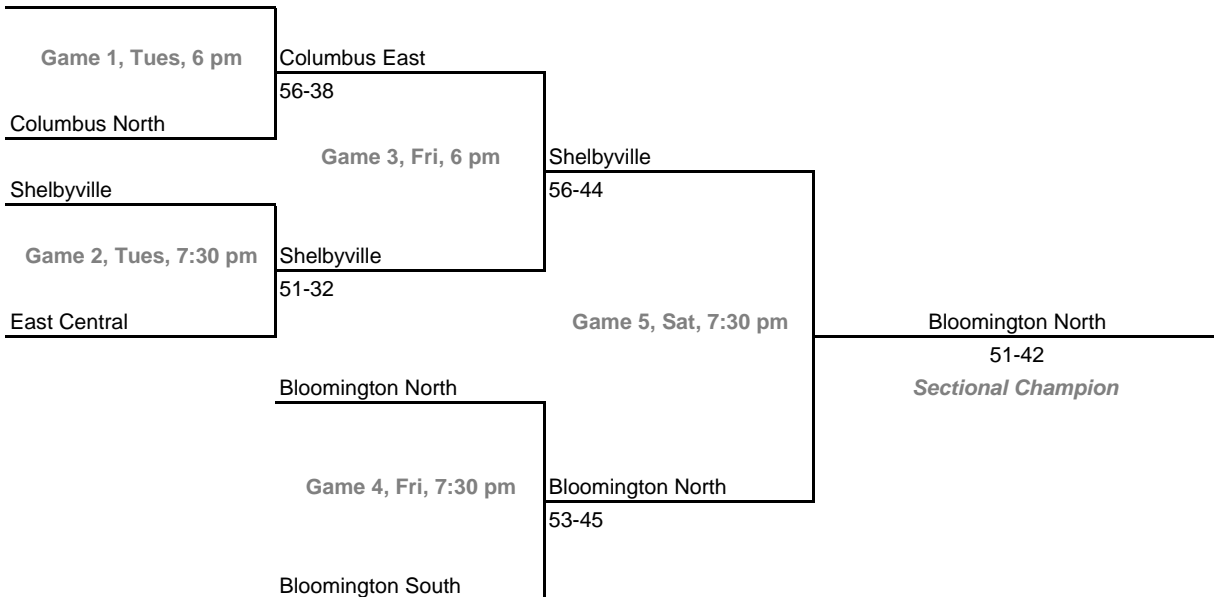 Game 1, Tues, 6 pm
Columbus East
56-38
Columbus North
Game 3, Fri, 6 pm
Shelbyville
Shelbyville
56-44
Game 2, Tues, 7:30 pm
Shelbyville
51-32
East Central
Game 5, Sat, 7:30 pm
Bloomington North
51-42
Bloomington North
Sectional Champion
Game 4, Fri, 7:30 pm
Bloomington North
53-45
Bloomington South